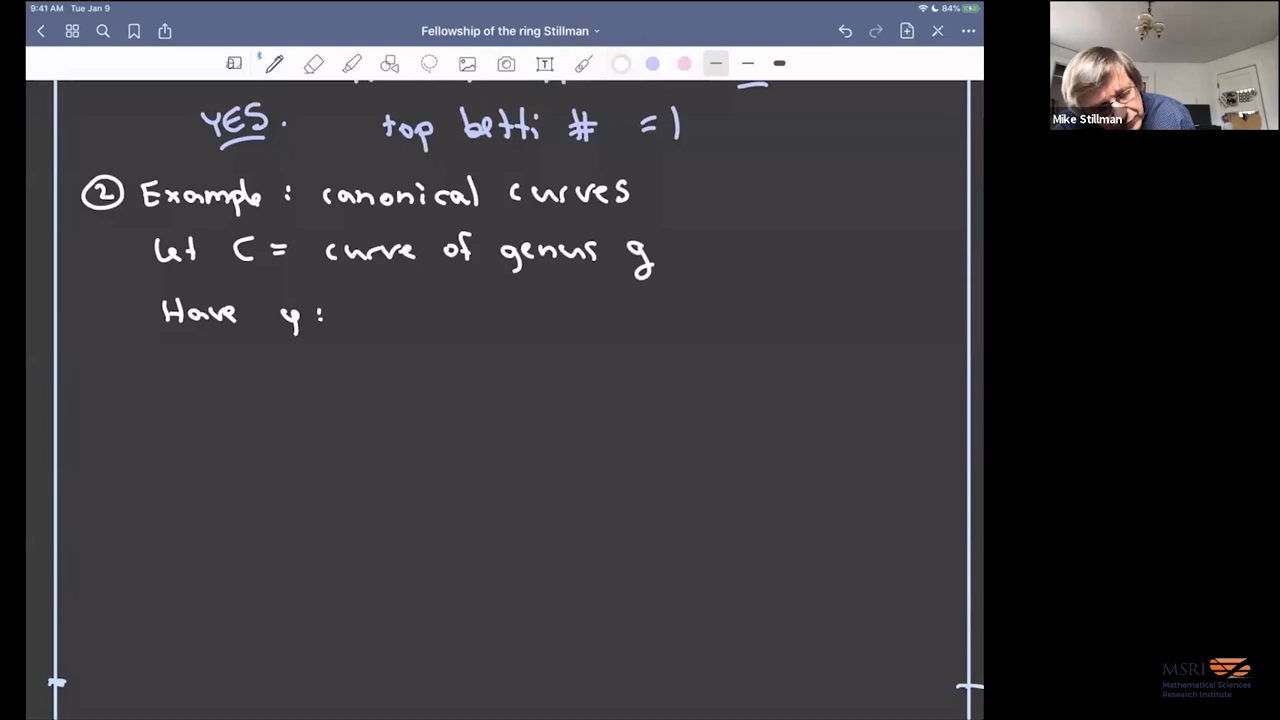 9:41 AM Tue Jan 9
84%
Fellowship of the ring Stillman
YES. top betti # = 1
② Example: canonical curves
Let C = curve of genus g
Have φ:
Mike Stillman
MSRI
Mathematical Sciences
Research Institute